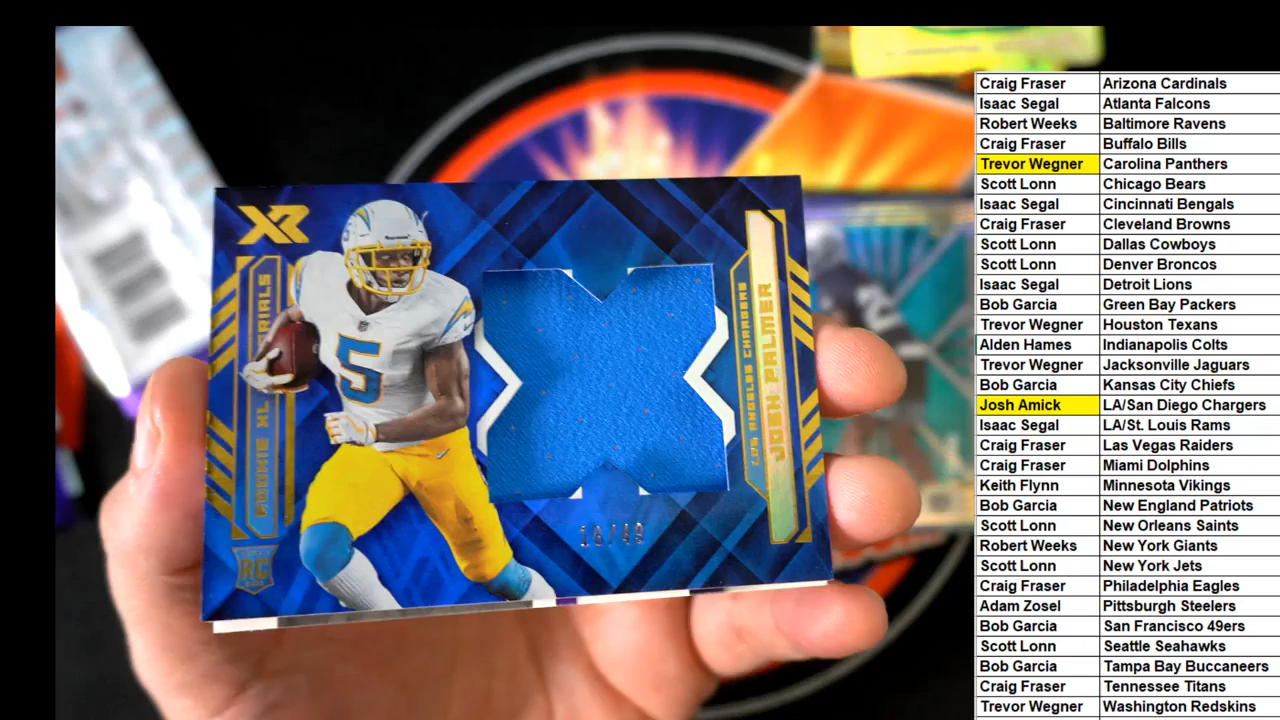 XR
ROOKIE XL
ERIALS
5
RC
16/49
LOS ANGELES CHARGERS
JOSH PALMER
Craig Fraser Arizona Cardinals
Isaac Segal Atlanta Falcons
Robert Weeks Baltimore Ravens
Craig Fraser Buffalo Bills
Trevor Wegner Carolina Panthers
Scott Lonn Chicago Bears
Isaac Segal Cincinnati Bengals
Craig Fraser Cleveland Browns
Scott Lonn Dallas Cowboys
Scott Lonn Denver Broncos
Isaac Segal Detroit Lions
Bob Garcia Green Bay Packers
Trevor Wegner Houston Texans
Alden Hames Indianapolis Colts
Trevor Wegner Jacksonville Jaguars
Bob Garcia Kansas City Chiefs
Josh Amick LA/San Diego Chargers
Isaac Segal LA/St. Louis Rams
Craig Fraser Las Vegas Raiders
Craig Fraser Miami Dolphins
Keith Flynn Minnesota Vikings
Bob Garcia New England Patriots
Scott Lonn New Orleans Saints
Robert Weeks New York Giants
Scott Lonn New York Jets
Craig Fraser Philadelphia Eagles
Adam Zosel Pittsburgh Steelers
Bob Garcia San Francisco 49ers
Scott Lonn Seattle Seahawks
Bob Garcia Tampa Bay Buccaneers
Craig Fraser Tennessee Titans
Trevor Wegner Washington Redskins